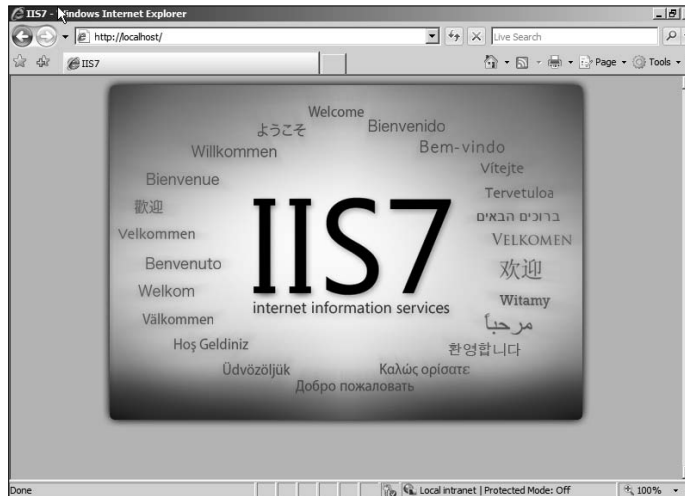 IIS7 - Windows Internet Explorer
http://localhost/
Live Search
IIS7
Page
Tools
Welcome
ようこそ
Bienvenido
Willkommen
Bem-vindo
Vítejte
Bienvenue
Tervetuloa
歡迎
ברוכים הבאים
Velkommen
VELKOMEN
IIS7
Benvenuto
欢迎
Welkom
Witamy
internet information services
Välkommen
مرحباً
Hoş Geldiniz
환영합니다
Üdvözöljük
Καλώς ορίσατε
Добро пожаловать
Done
Local intranet | Protected Mode: Off
100%